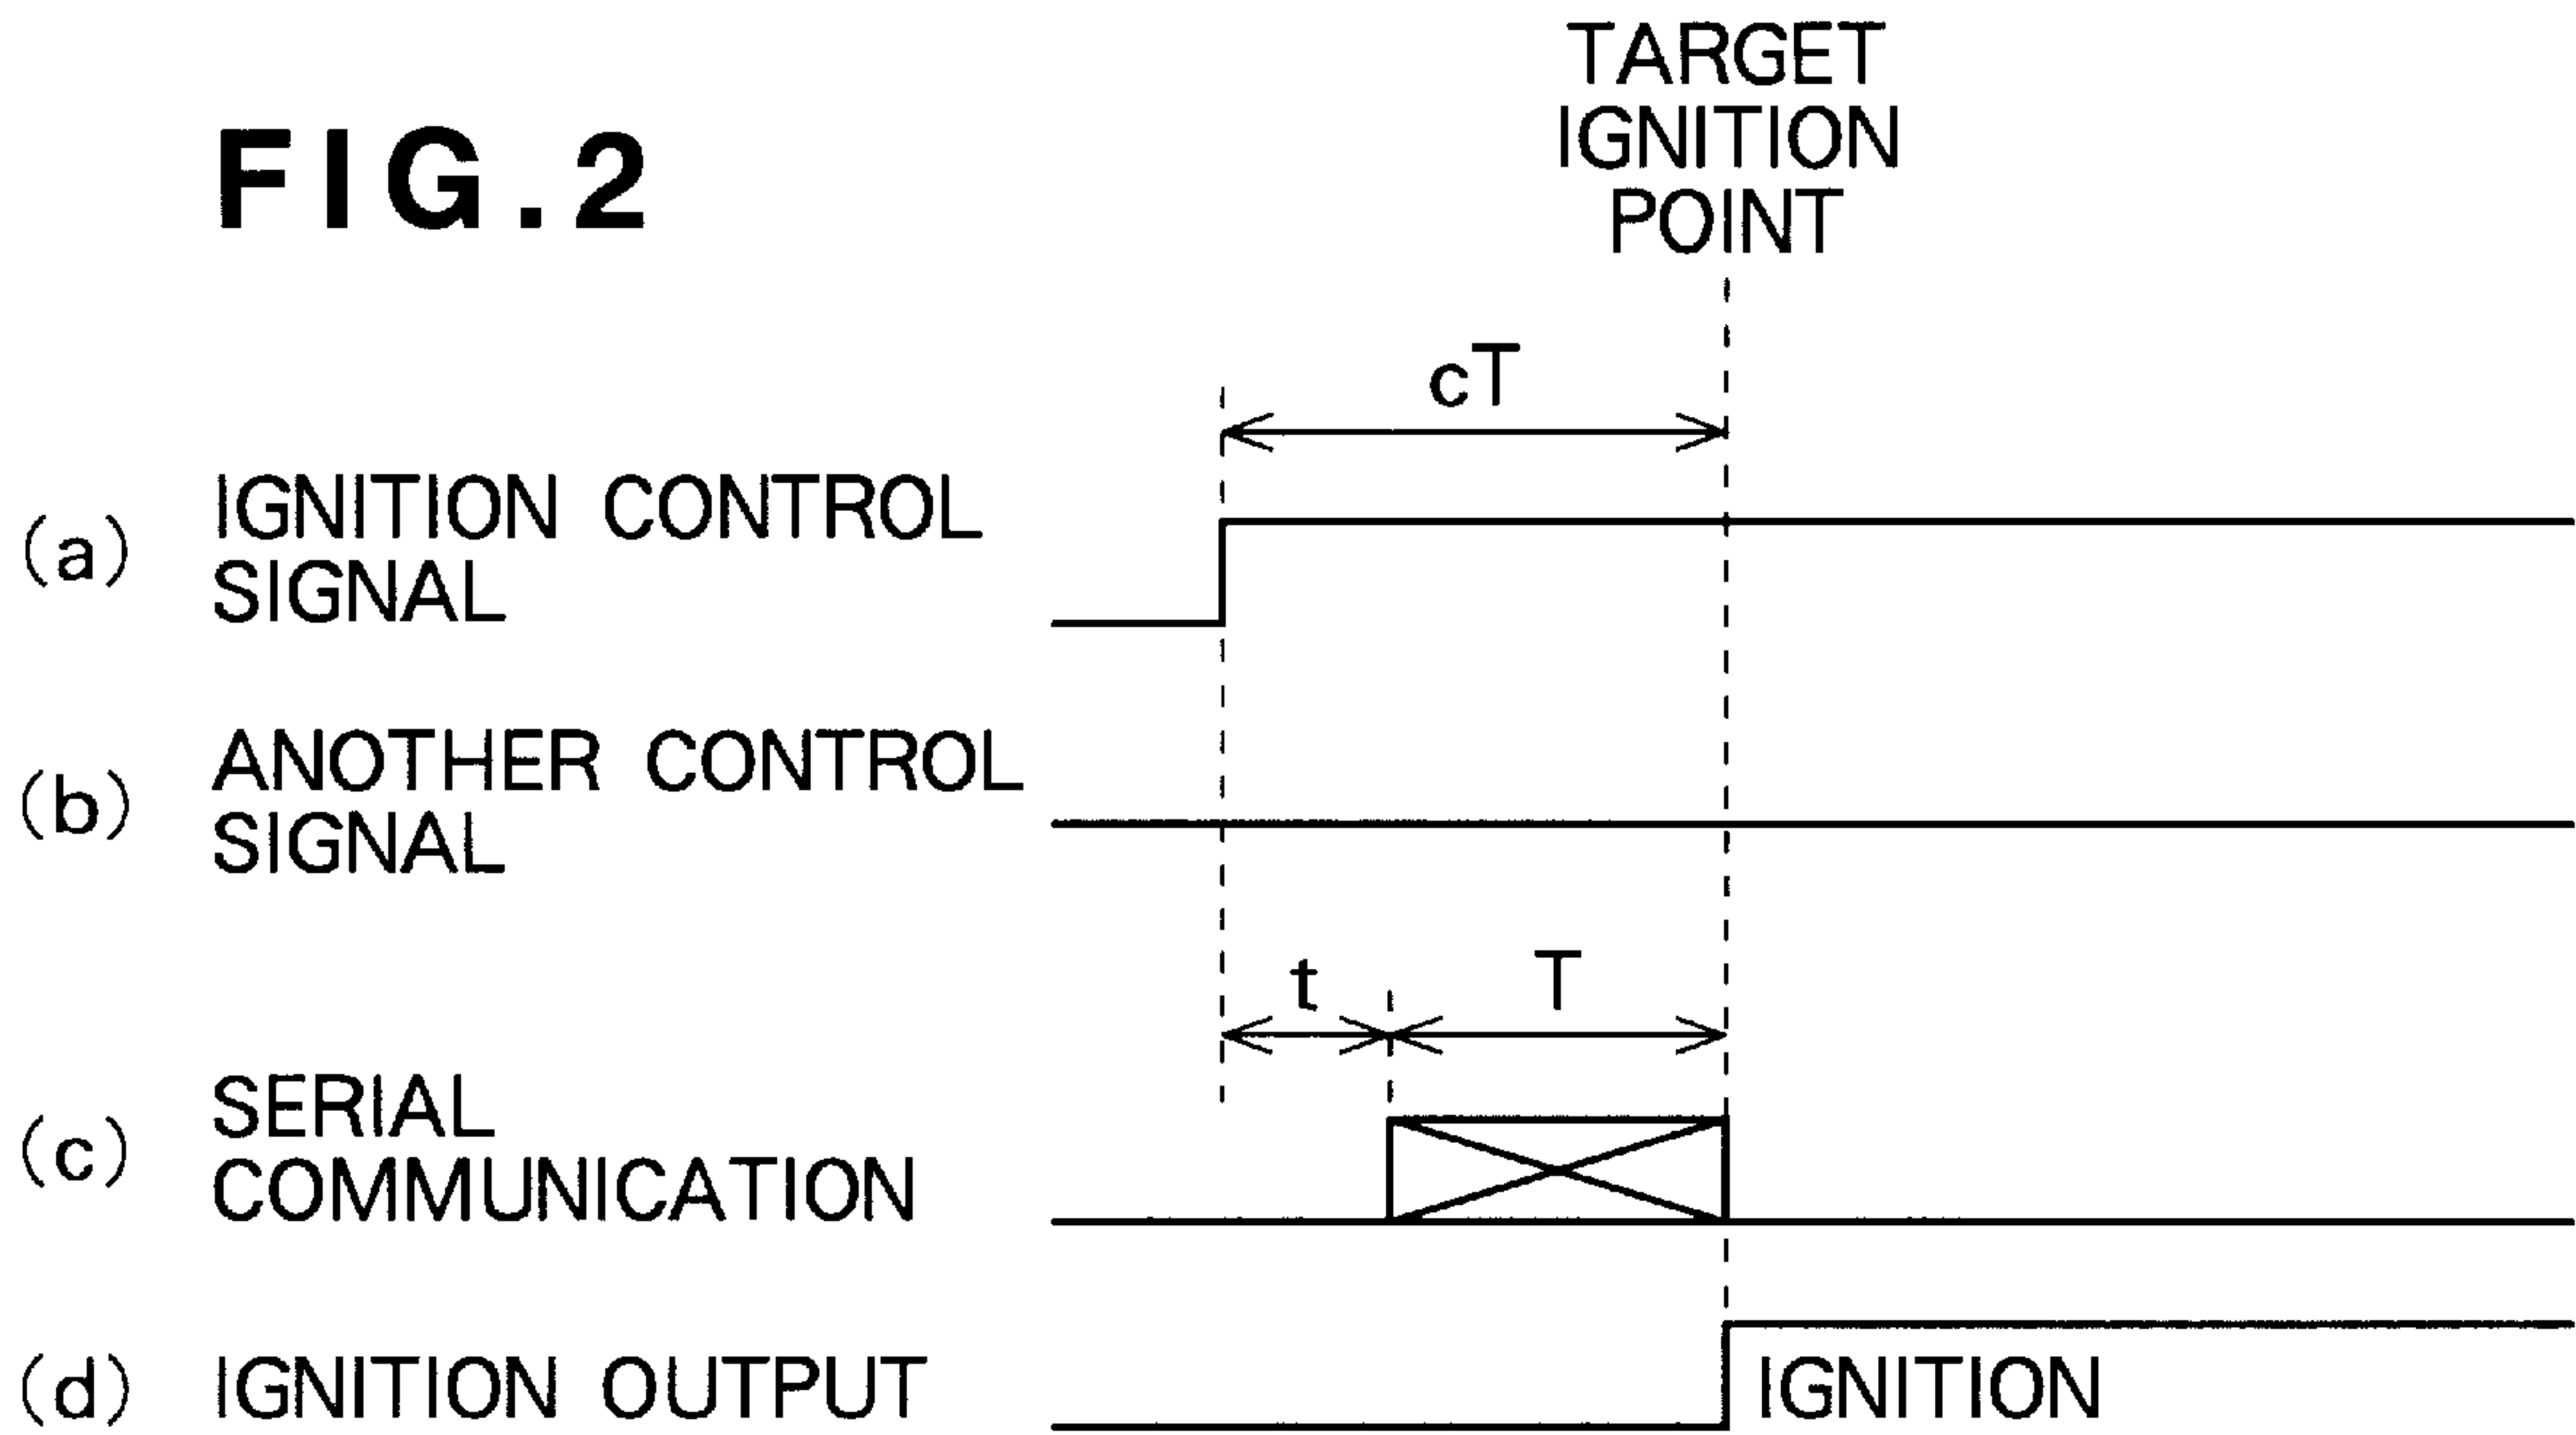 FIG.2
TARGET
IGNITION
POINT
cT
(a) IGNITION CONTROL
SIGNAL
(b) ANOTHER CONTROL
SIGNAL
t T
(c) SERIAL
COMMUNICATION
(d) IGNITION OUTPUT
IGNITION